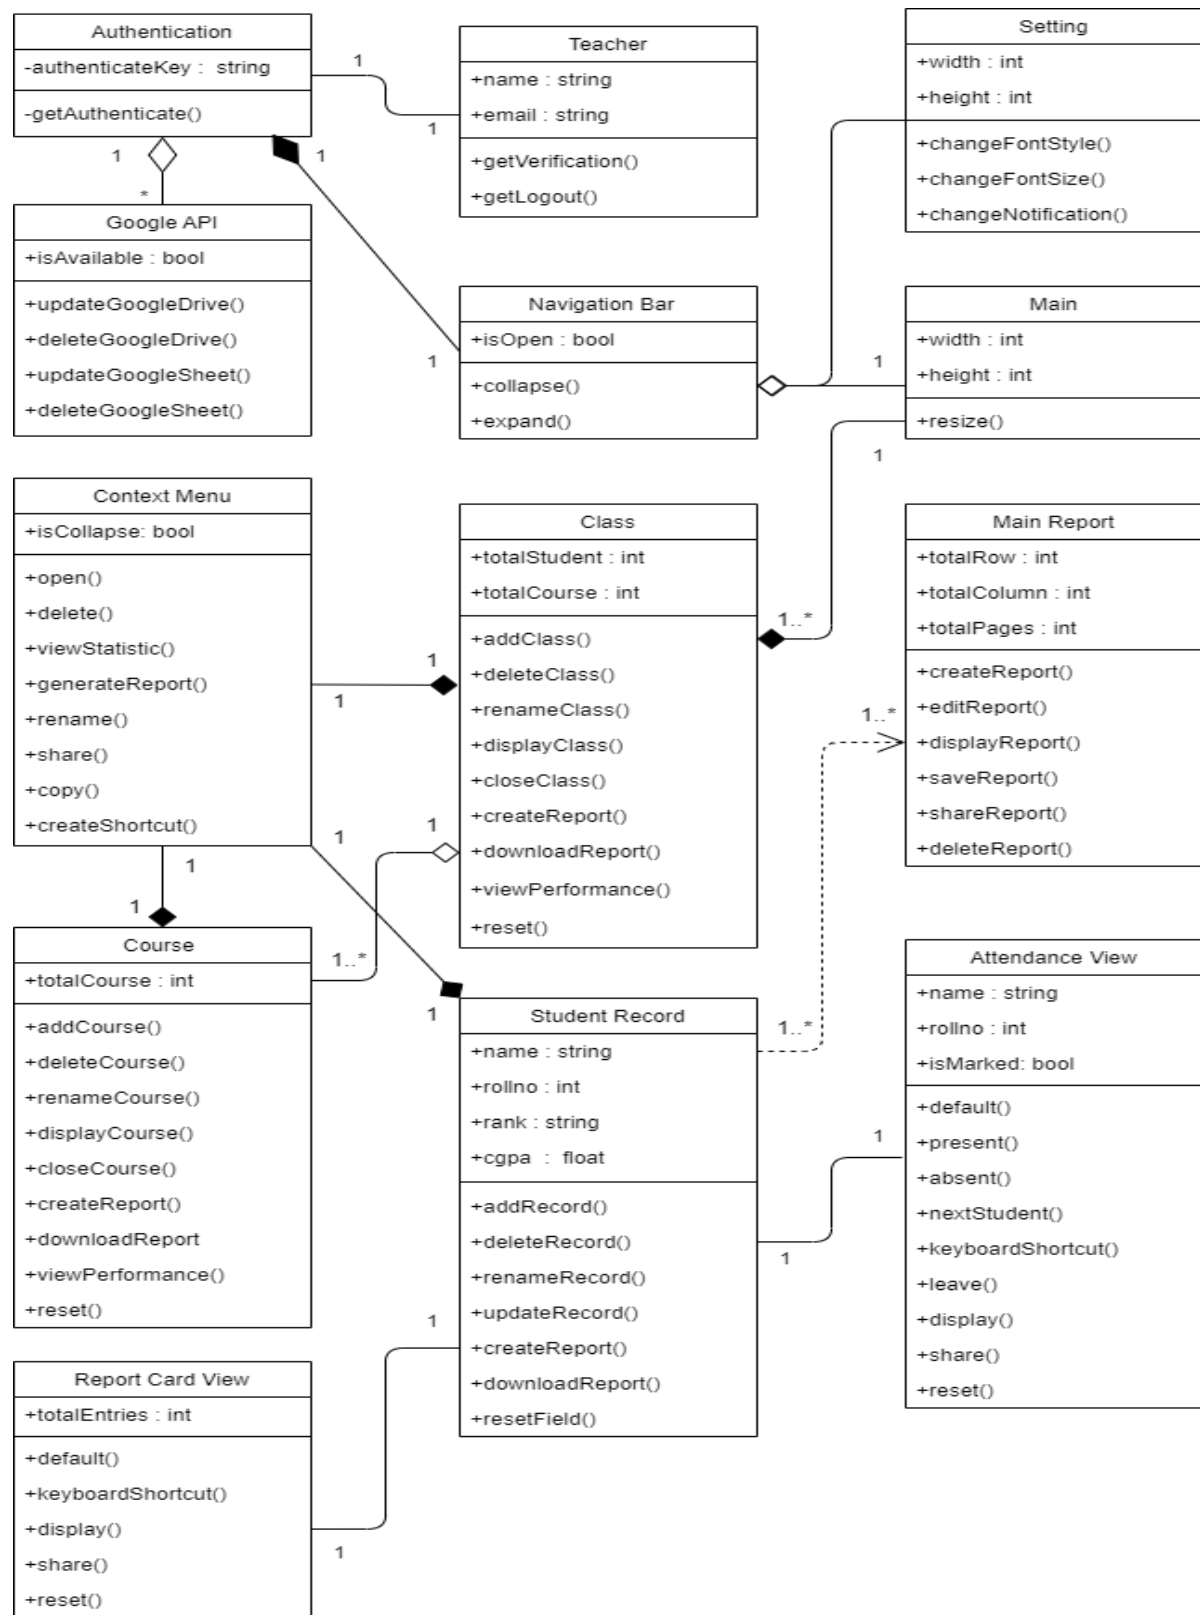 Authentication
-authenticateKey : string
-getAuthenticate()
1
1
*
1
1
1
Teacher
+name : string
+email : string
+getVerification()
+getLogout()
Setting
+width : int
+height : int
+changeFontStyle()
+changeFontSize()
+changeNotification()
Google API
+isAvailable : bool
+updateGoogleDrive()
+deleteGoogleDrive()
+updateGoogleSheet()
+deleteGoogleSheet()
1
Navigation Bar
+isOpen : bool
+collapse()
+expand()
1
1
Main
+width : int
+height : int
+resize()
Context Menu
+isCollapse: bool
+open()
+delete()
+viewStatistic()
+generateReport()
+rename()
+share()
+copy()
+createShortcut()
1
1
1
1
1
1
1..*
1
Class
+totalStudent : int
+totalCourse : int
+addClass()
+deleteClass()
+renameClass()
+displayClass()
+closeClass()
+createReport()
+downloadReport()
+viewPerformance()
+reset()
1..*
1..*
Main Report
+totalRow : int
+totalColumn : int
+totalPages : int
+createReport()
+editReport()
+displayReport()
+saveReport()
+shareReport()
+deleteReport()
Course
+totalCourse : int
+addCourse()
+deleteCourse()
+renameCourse()
+displayCourse()
+closeCourse()
+createReport()
+downloadReport
+viewPerformance()
+reset()
Student Record
+name : string
+rollno : int
+rank : string
+cgpa : float
+addRecord()
+deleteRecord()
+renameRecord()
+updateRecord()
+createReport()
+downloadReport()
+resetField()
1..*
1
1
Attendance View
+name : string
+rollno : int
+isMarked: bool
+default()
+present()
+absent()
+nextStudent()
+keyboardShortcut()
+leave()
+display()
+share()
+reset()
1
1
Report Card View
+totalEntries : int
+default()
+keyboardShortcut()
+display()
+share()
+reset()